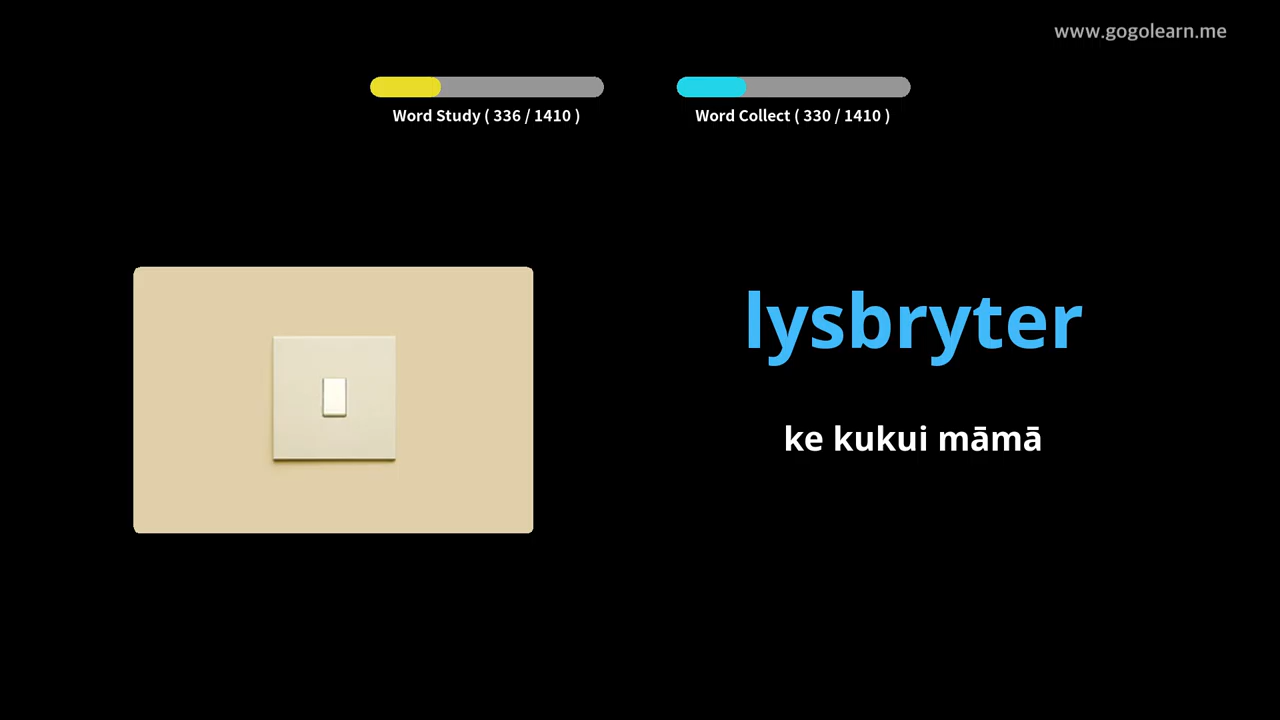 www.gogolearn.me
Word Study ( 336 / 1410 )
Word Collect ( 330 / 1410 )
lysbryter
ke kukui māmā